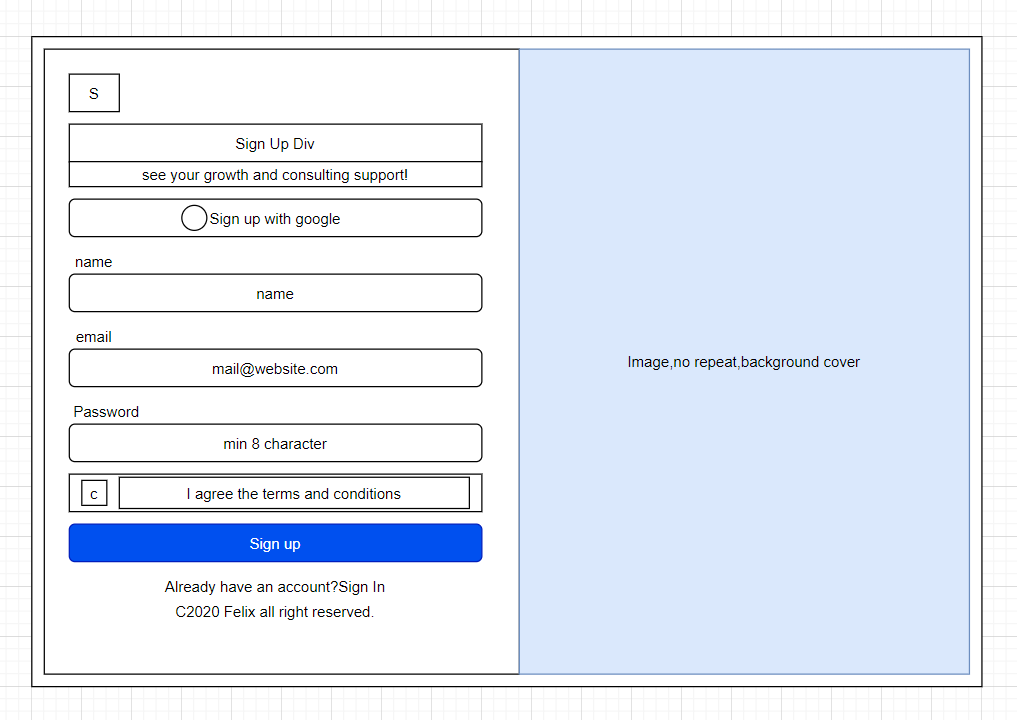 S
Sign Up Div
see your growth and consulting support!
Sign up with google
name
name
email
mail@website.com
Password
min 8 character
c I agree the terms and conditions
Sign up
Already have an account?Sign In
C2020 Felix all right reserved.
Image,no repeat,background cover